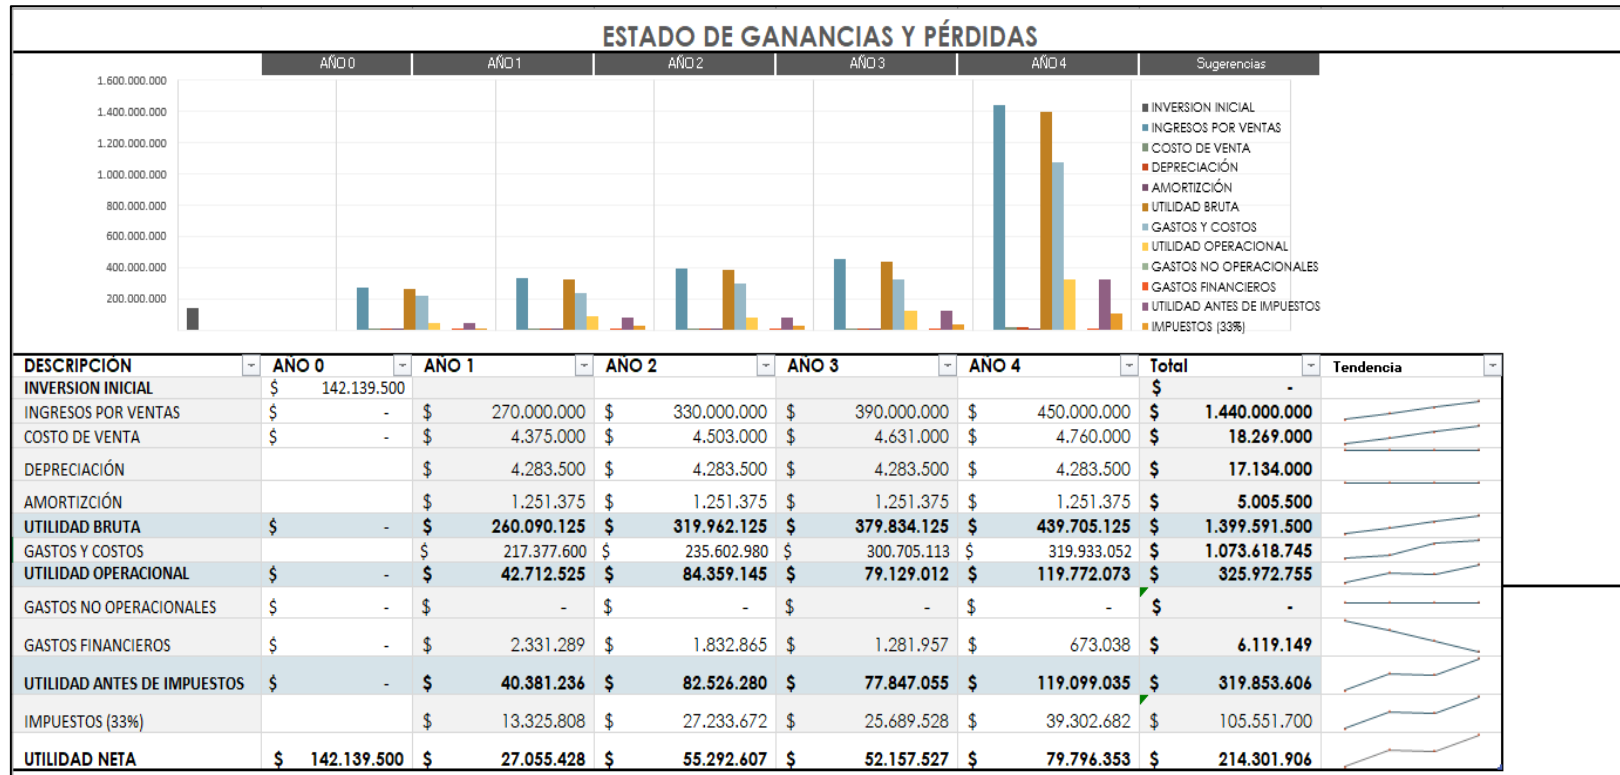 ESTADO DE GANANCIAS Y PÉRDIDAS
AÑO 0 AÑO 1 AÑO 2 AÑO 3 AÑO 4 Sugerencias
1.600.000.000
1.400.000.000
1.200.000.000
1.000.000.000
800.000.000
600.000.000
400.000.000
200.000.000
INVERSION INICIAL
INGRESOS POR VENTAS
COSTO DE VENTA
DEPRECIACIÓN
AMORTIZCIÓN
UTILIDAD BRUTA
GASTOS Y COSTOS
UTILIDAD OPERACIONAL
GASTOS NO OPERACIONALES
GASTOS FINANCIEROS
UTILIDAD ANTES DE IMPUESTOS
IMPUESTOS (33%)
DESCRIPCIÓN AÑO 0 AÑO 1 AÑO 2 AÑO 3 AÑO 4 Total Tendencia
INVERSION INICIAL $ 142.139.500 $ -
INGRESOS POR VENTAS $ - $ 270.000.000 $ 330.000.000 $ 390.000.000 $ 450.000.000 $ 1.440.000.000
COSTO DE VENTA $ - $ 4.375.000 $ 4.503.000 $ 4.631.000 $ 4.760.000 $ 18.269.000
DEPRECIACIÓN $ 4.283.500 $ 4.283.500 $ 4.283.500 $ 4.283.500 $ 17.134.000
AMORTIZCIÓN $ 1.251.375 $ 1.251.375 $ 1.251.375 $ 1.251.375 $ 5.005.500
UTILIDAD BRUTA $ - $ 260.090.125 $ 319.962.125 $ 379.834.125 $ 439.705.125 $ 1.399.591.500
GASTOS Y COSTOS $ 217.377.600 $ 235.602.980 $ 300.705.113 $ 319.933.052 $ 1.073.618.745
UTILIDAD OPERACIONAL $ - $ 42.712.525 $ 84.359.145 $ 79.129.012 $ 119.772.073 $ 325.972.755
GASTOS NO OPERACIONALES $ - $ - $ - $ - $ - $ -
GASTOS FINANCIEROS $ - $ 2.331.289 $ 1.832.865 $ 1.281.957 $ 673.038 $ 6.119.149
UTILIDAD ANTES DE IMPUESTOS $ - $ 40.381.236 $ 82.526.280 $ 77.847.055 $ 119.099.035 $ 319.853.606
IMPUESTOS (33%) $ 13.325.808 $ 27.233.672 $ 25.689.528 $ 39.302.682 $ 105.551.700
UTILIDAD NETA $ 142.139.500 $ 27.055.428 $ 55.292.607 $ 52.157.527 $ 79.796.353 $ 214.301.906